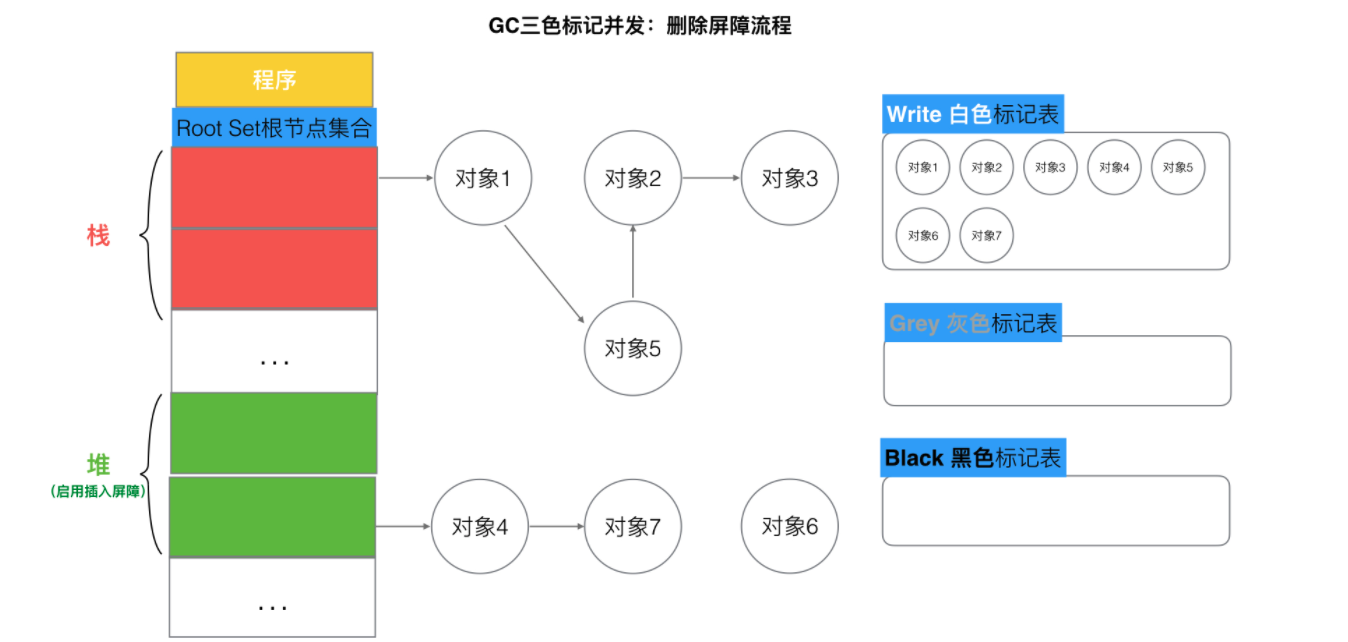 GC三色标记并发：删除屏障流程
程序
Root Set根节点集合
栈
...
堆
(启用插入屏障)
...
对象1
对象2
对象3
对象5
对象4
对象7
对象6
Write 白色标记表
对象1 对象2 对象3 对象4 对象5
对象6 对象7
Grey 灰色标记表
Black 黑色标记表